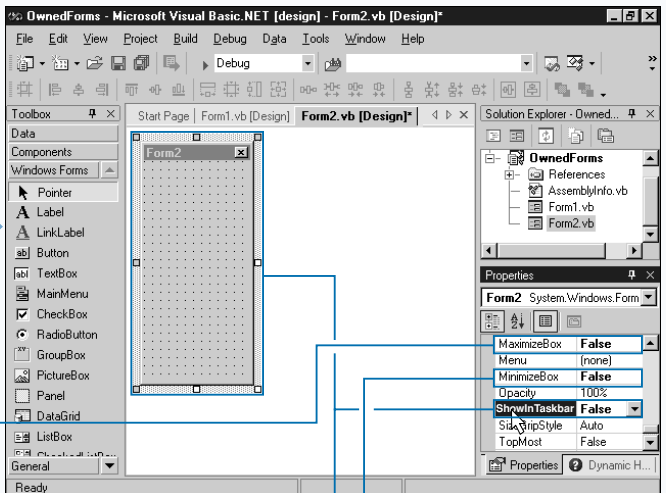 OwnedForms - Microsoft Visual Basic.NET [design] - Form2.vb [Design]*
File Edit View Project Build Debug Data Tools Window Help
Debug
Toolbox
Data
Components
Windows Forms
Pointer
Label
LinkLabel
Button
TextBox
MainMenu
CheckBox
RadioButton
GroupBox
PictureBox
Panel
DataGrid
ListBox
CheckedListBox
General
Start Page Form1.vb [Design] Form2.vb [Design]*
Form2
Solution Explorer - Owned...
OwnedForms
References
AssemblyInfo.vb
Form1.vb
Form2.vb
Properties
Form2 System.Windows.Form
MaximizeBox False
Menu (none)
MinimizeBox False
Opacity 100%
ShowInTaskbar False
SizeGripStyle Auto
TopMost False
Properties Dynamic H...
Ready